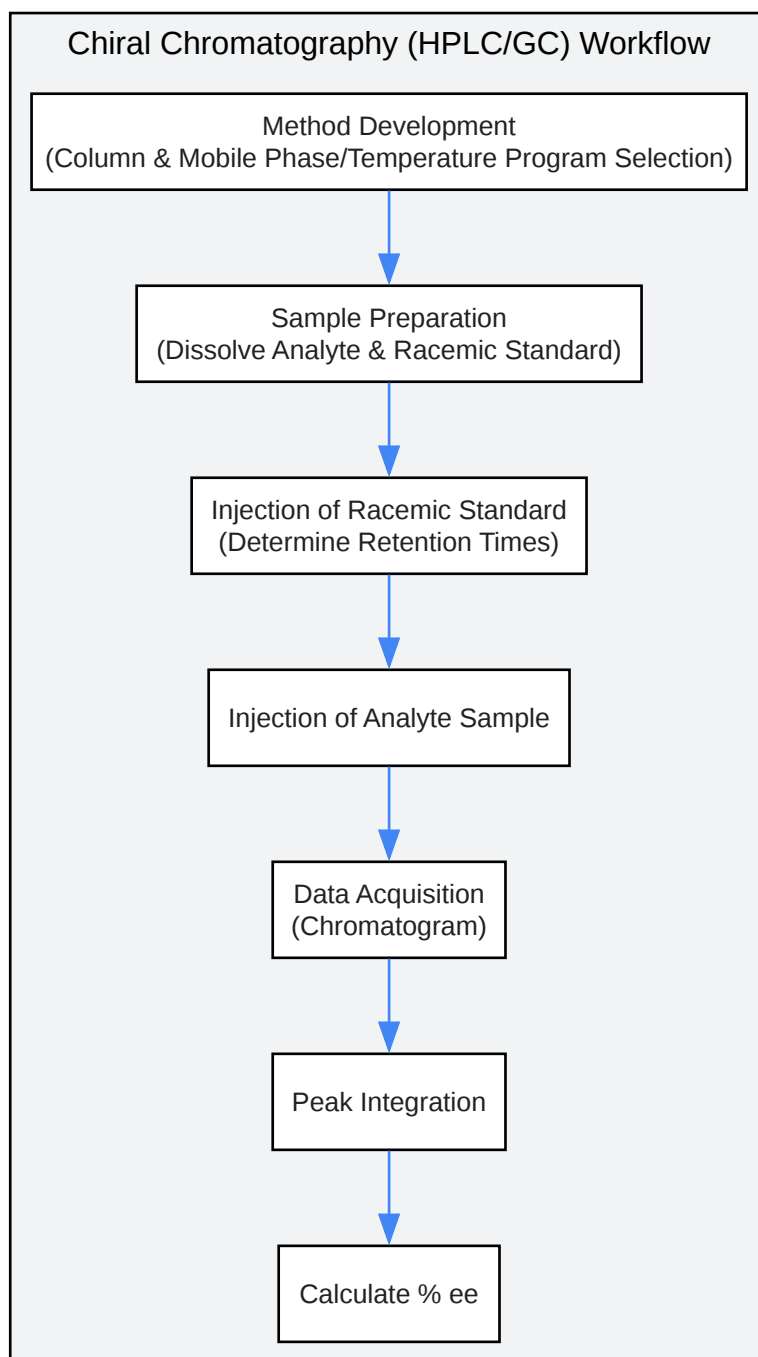 Chiral Chromatography (HPLC/GC) Workflow
Method Development
(Column & Mobile Phase/Temperature Program Selection)
Sample Preparation
(Dissolve Analyte & Racemic Standard)
Injection of Racemic Standard
(Determine Retention Times)
Injection of Analyte Sample
Data Acquisition
(Chromatogram)
Peak Integration
Calculate % ee